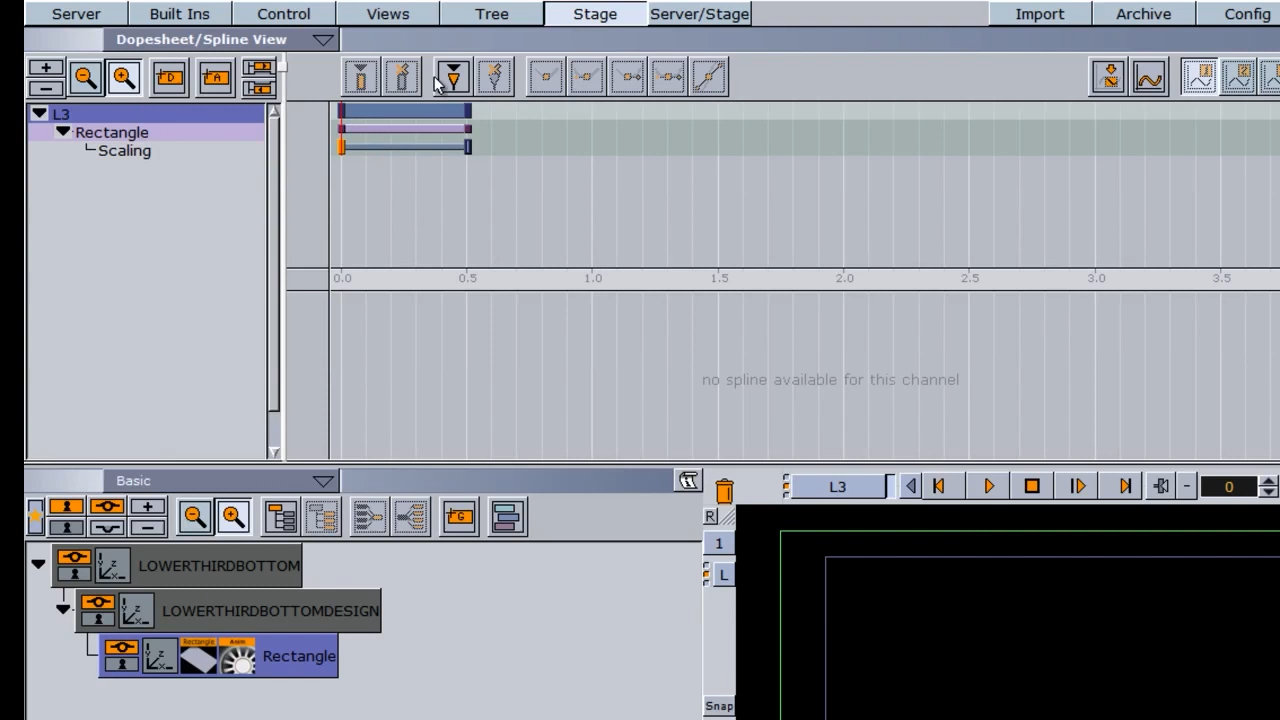 Server Built Ins Control Views Tree Stage Server/Stage Import Archive Config
Dopesheet/Spline View
D A
L3
Rectangle
Scaling
0.0 0.5 1.0 1.5 2.0 2.5 3.0 3.5
no spline available for this channel
Basic
L3 0
G
R
LOWERTHIRDBOTTOM
1
L
LOWERTHIRDBOTTOMDESIGN
Rectangle
Snap